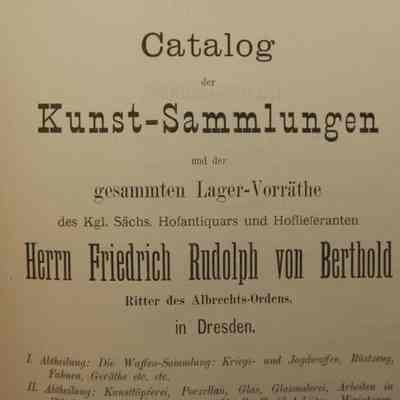 Catalog
der
Kunst-Sammlungen
und der
gesammten Lager-Vorräthe
des Kgl. Sächs. Hofantiquars und Hoflieferanten
Herrn Friedrich Rudolph von Berthold
Ritter des Albrechts-Ordens,
in Dresden.
I. Abtheilung: Die Waffen-Sammlung: Kriegs- und Jagdwaffen, Rüstzeug,
Fahnen, Geräthe etc. etc.
II. Abtheilung: Kunsttöpferei, Porzellan, Glas, Glasmalerei, Arbeiten in